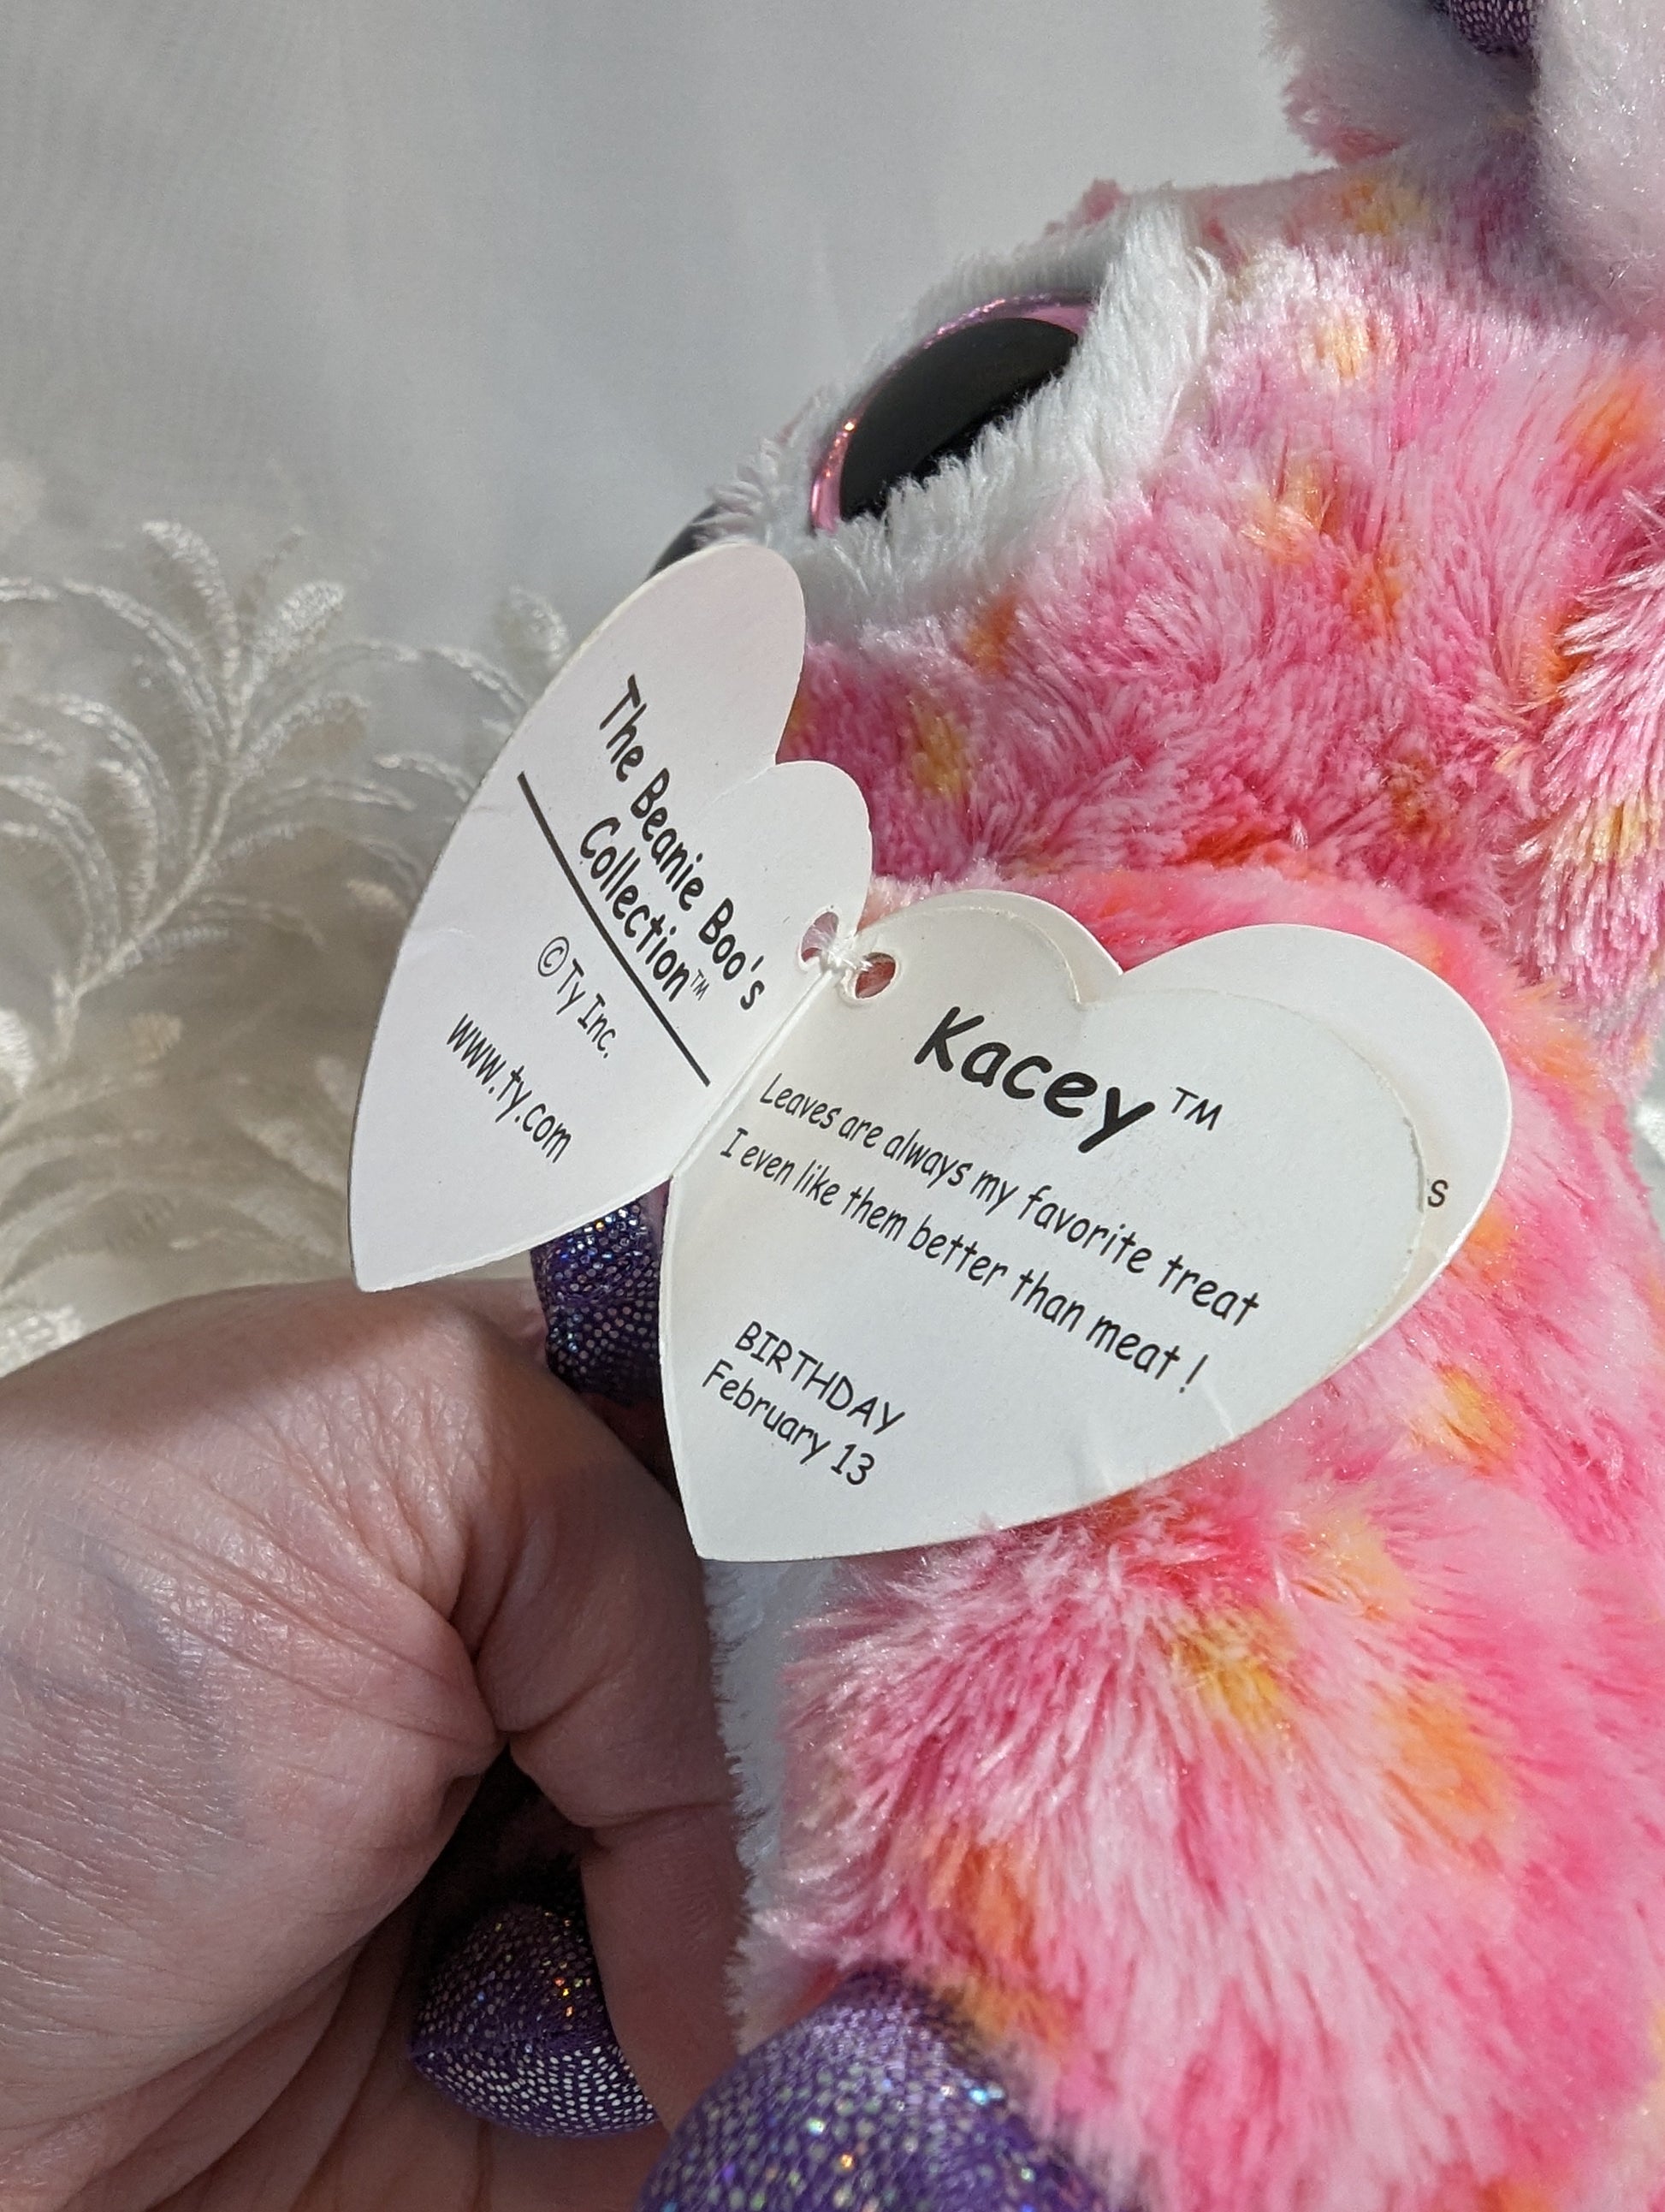 The Beanie Boo's
Collection™
© Ty Inc.
www.ty.com
Kacey™
Leaves are always my favorite treat
I even like them better than meat !
BIRTHDAY
February 13
s